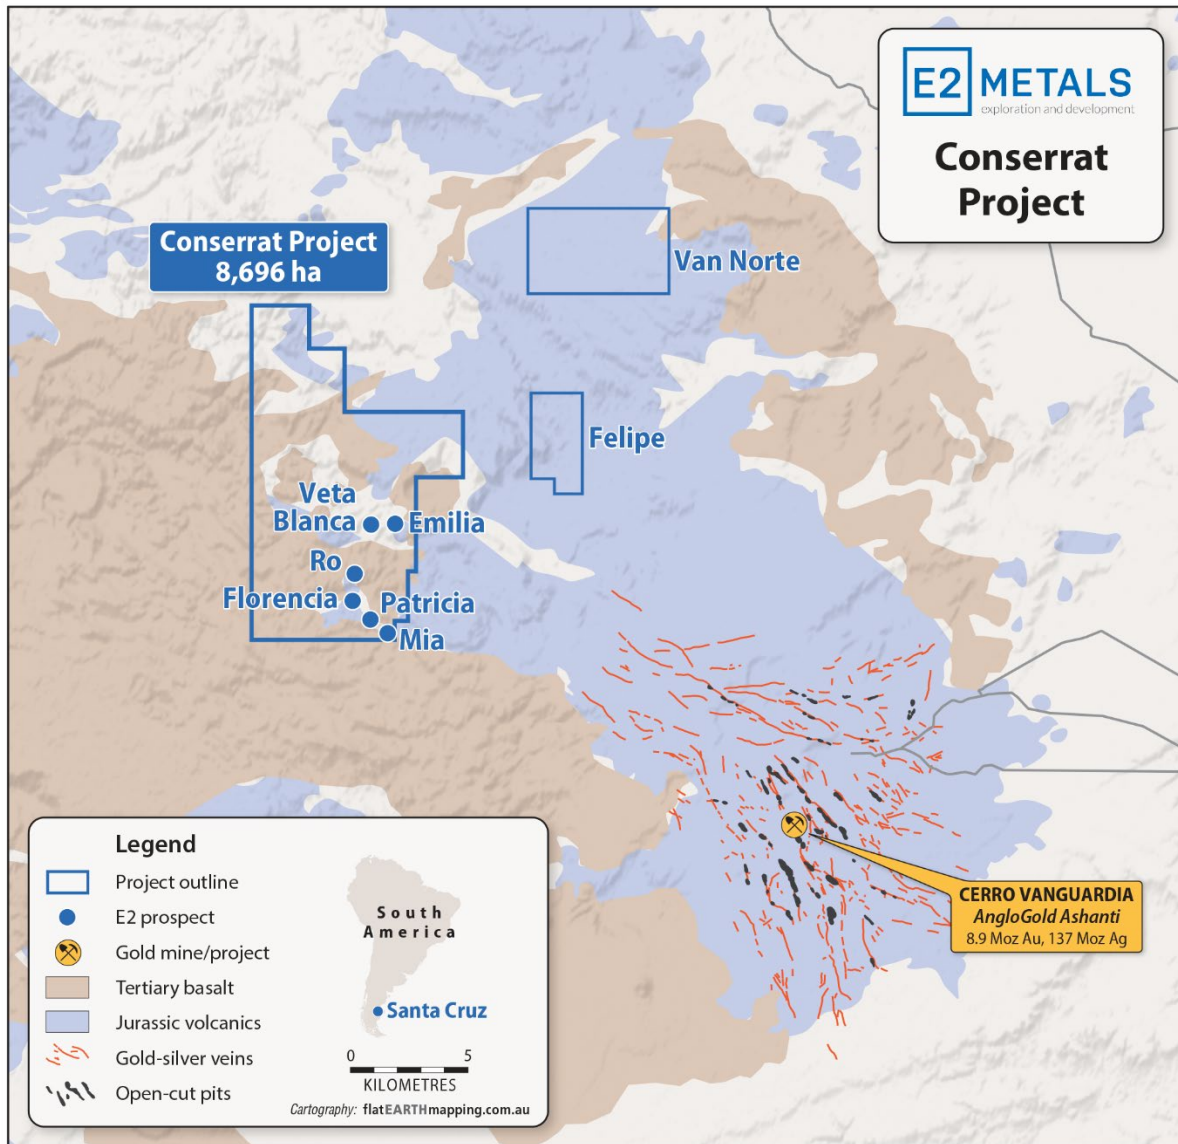 E2 METALS
exploration and development
Conserrat
Project
Conserrat Project
8,696 ha
Van Norte
Felipe
Veta
Blanca
Emilia
Ro
Florencia
Patricia
Mia
CERRO VANGUARDIA
AngloGold Ashanti
8.9 Moz Au, 137 Moz Ag
Legend
Project outline
E2 prospect
Gold mine/project
Tertiary basalt
Jurassic volcanics
Gold-silver veins
Open-cut pits
South
America
Santa Cruz
0 5
KILOMETRES
Cartography: flatEARTHmapping.com.au